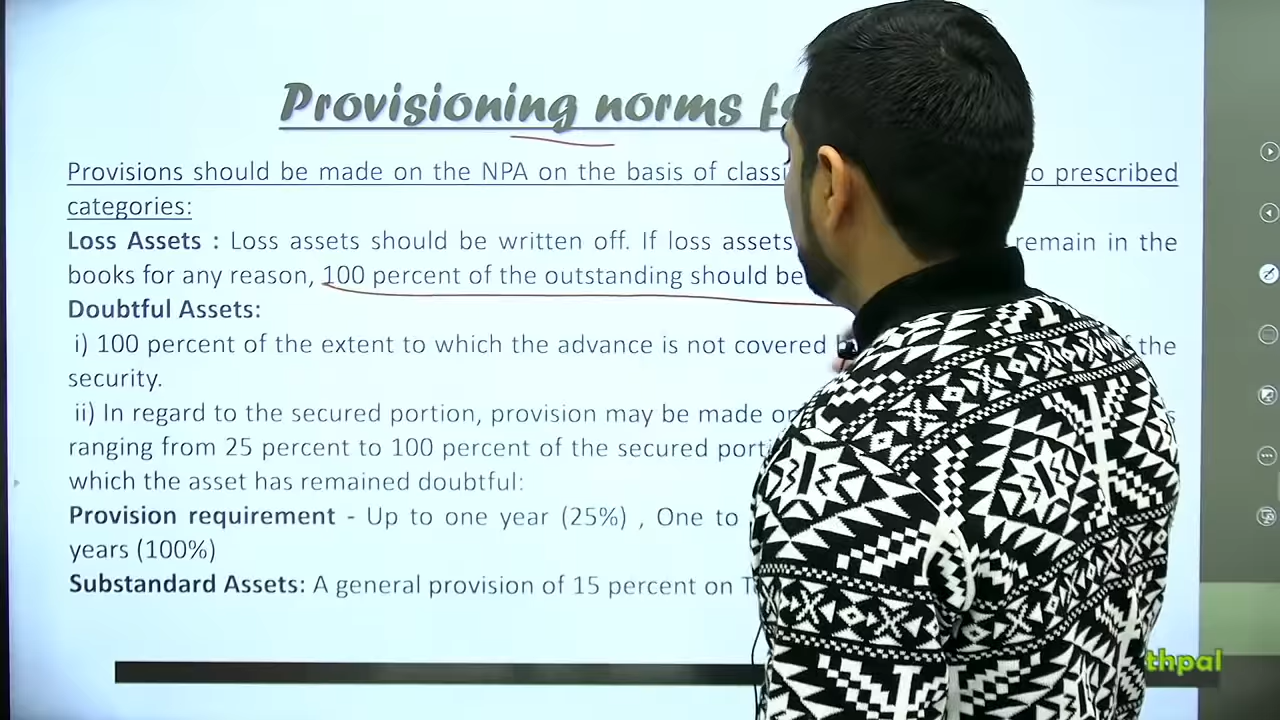 Provisioning norms
Provisions should be made on the NPA on the basis of to prescribed
categories:
Loss Assets : Loss assets should be written off. If loss assets remain in the
books for any reason, 100 percent of the outstanding should be
Doubtful Assets:
i) 100 percent of the extent to which the advance is not covered the
security.
ii) In regard to the secured portion, provision may be made
ranging from 25 percent to 100 percent of the secured
which the asset has remained doubtful:
Provision requirement - Up to one year (25%) , One to
years (100%)
Substandard Assets: A general provision of 15 percent on
thpal